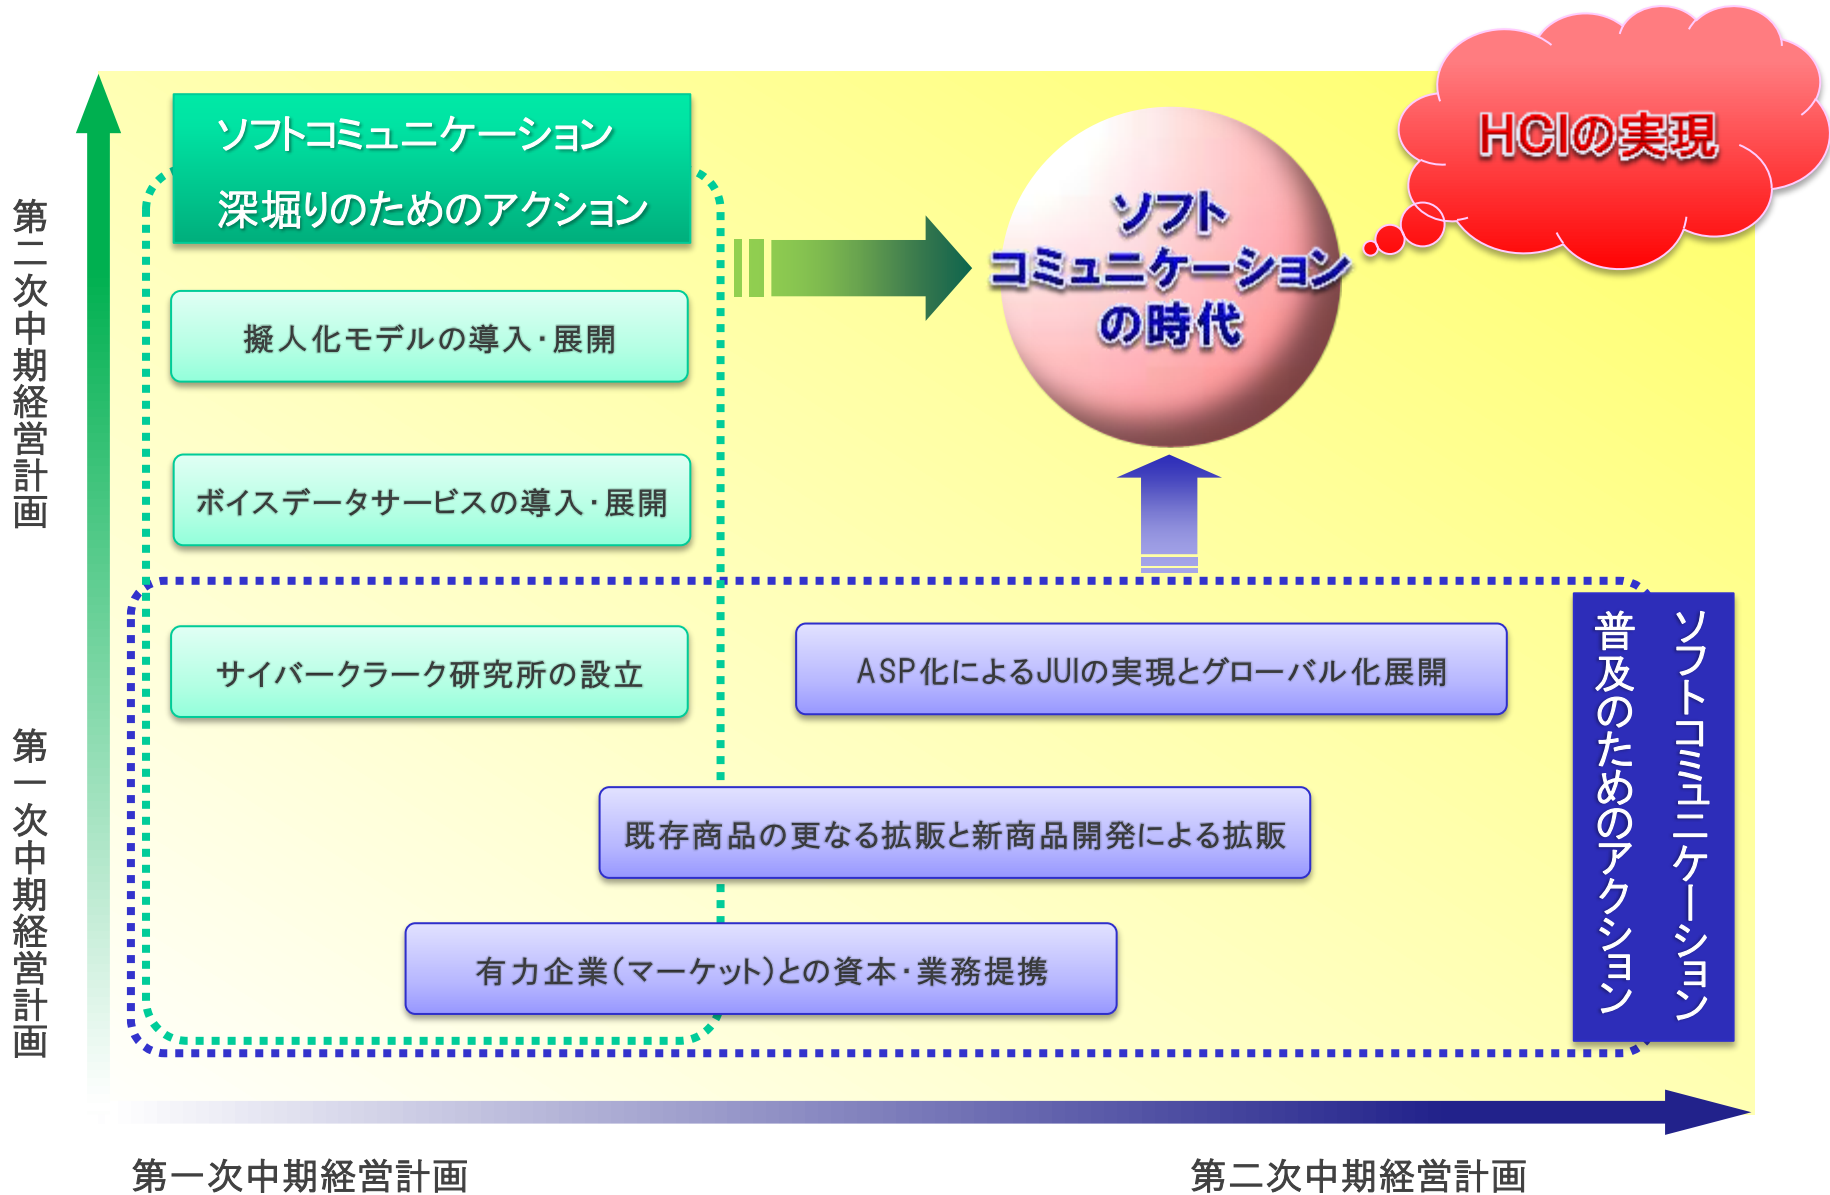 HCIの実現
ソフトコミュニケーション
深堀りのためのアクション
ソフト
コミュニケーション
の時代
第二次中期経営計画
擬人化モデルの導入・展開
ボイスデータサービスの導入・展開
サイバークラーク研究所の設立
ASP化によるJUIの実現とグローバル化展開
ソフトコミュニケーション
普及のためのアクション
第一次中期経営計画
既存商品の更なる拡販と新商品開発による拡販
有力企業(マーケット)との資本・業務提携
第一次中期経営計画
第二次中期経営計画